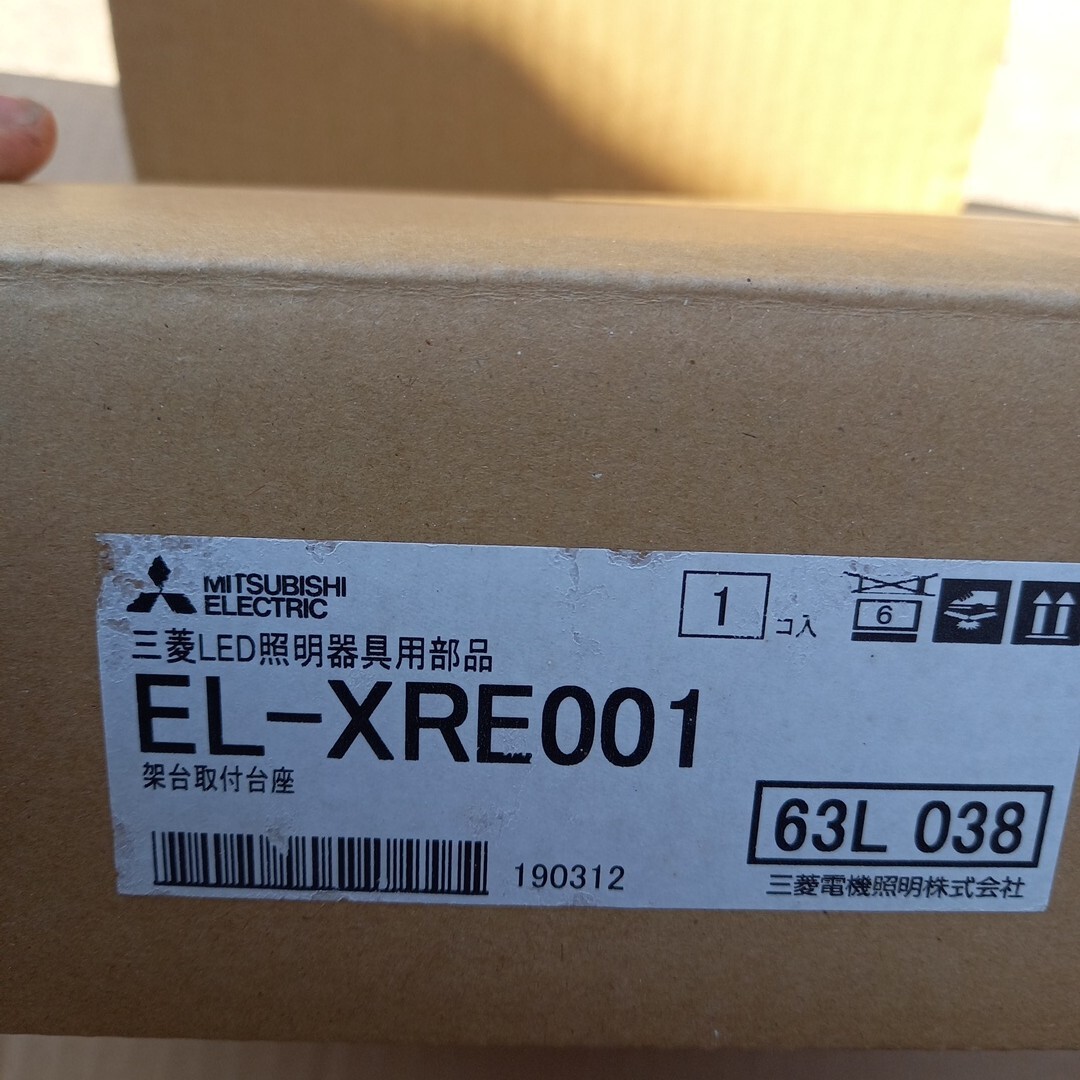 MITSUBISHI
ELECTRIC
1 コ入
6
三菱LED照明器具用部品
EL-XRE001
架台取付台座
63L 038
190312
三菱電機照明株式会社